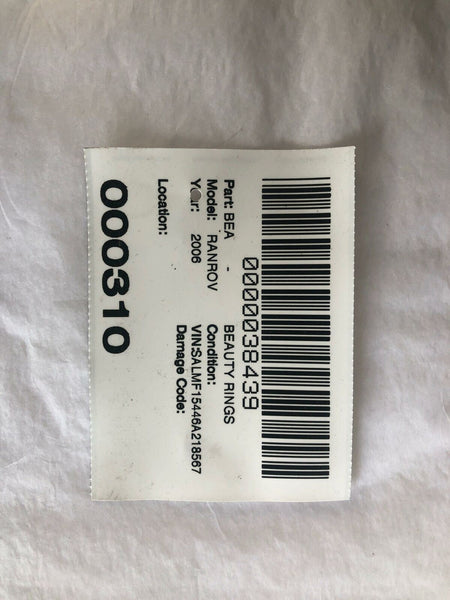 0000038439
Part: BEA - BEAUTY RINGS
Model: RANROV Condition:
Year: 2006 VIN:SALMF15446A218567
Damage Code:
Location:
000310